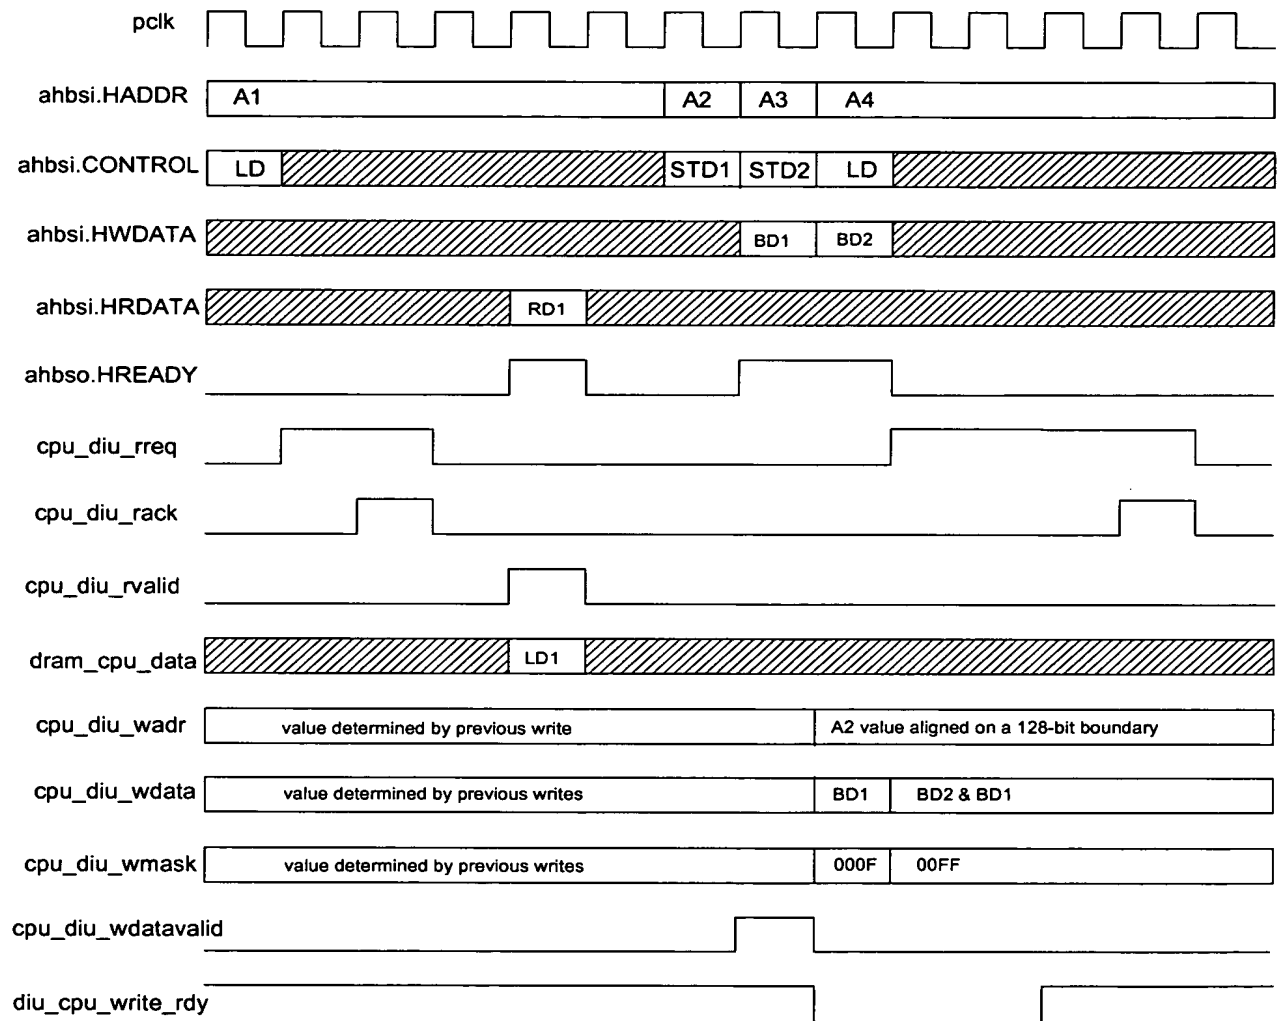 pclk
ahbsi.HADDR A1 A2 A3 A4
ahbsi.CONTROL LD STD1 STD2 LD
ahbsi.HWDATA BD1 BD2
ahbsi.HRDATA RD1
ahbso.HREADY
cpu_diu_rreq
cpu_diu_rack
cpu_diu_rvalid
dram_cpu_data LD1
cpu_diu_wadr value determined by previous write A2 value aligned on a 128-bit boundary
cpu_diu_wdata value determined by previous writes BD1 BD2 & BD1
cpu_diu_wmask value determined by previous writes 000F 00FF
cpu_diu_wdatavalid
diu_cpu_write_rdy